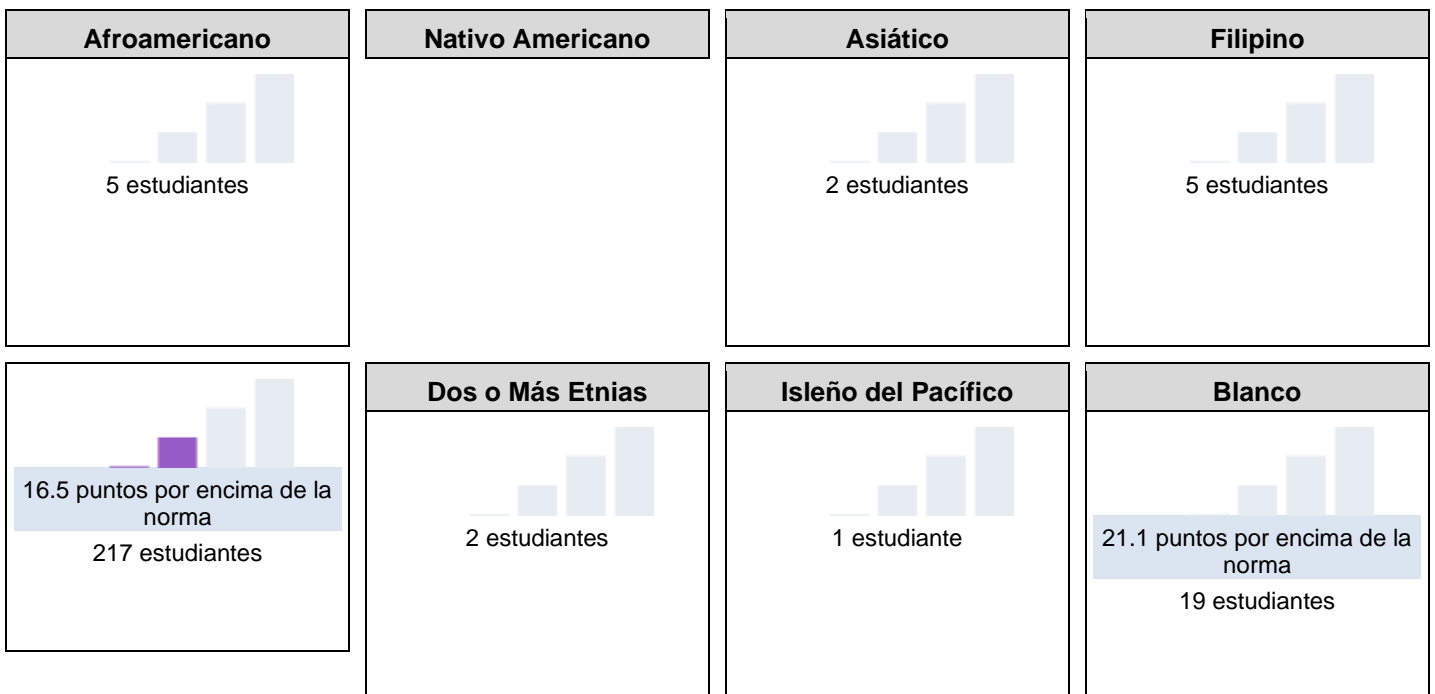 Afroamericano
5 estudiantes
Nativo Americano
Asiático
2 estudiantes
Filipino
5 estudiantes
16.5 puntos por encima de la
norma
217 estudiantes
Dos o Más Etnias
2 estudiantes
Isleño del Pacífico
1 estudiante
Blanco
21.1 puntos por encima de la
norma
19 estudiantes